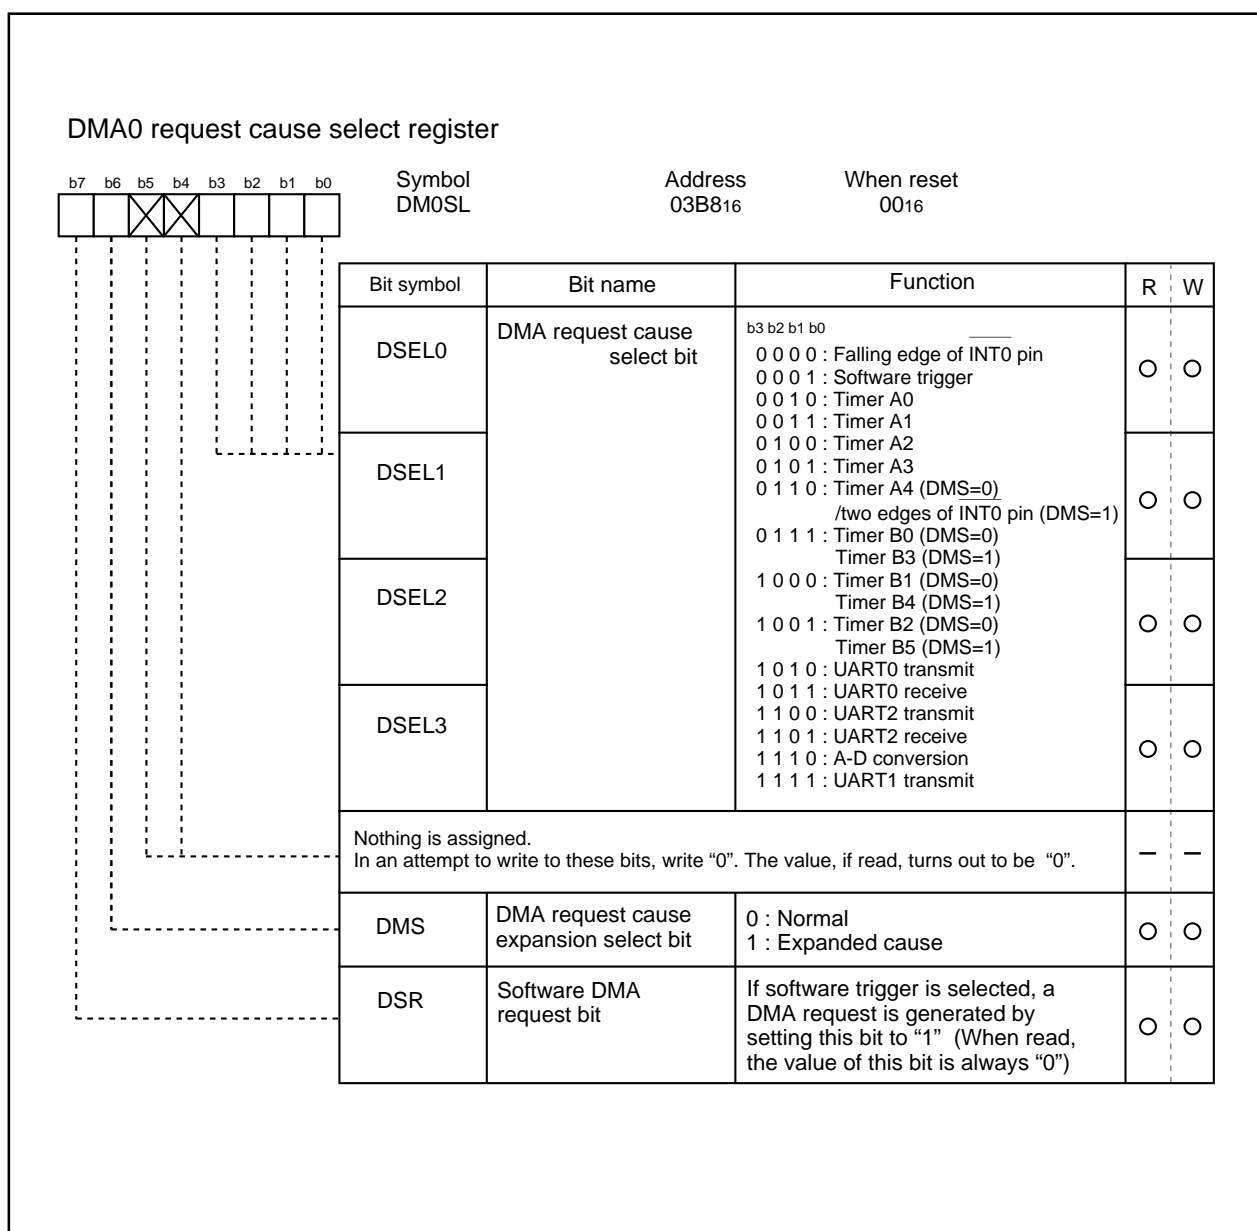 DMA0 request cause select register
b7 b6 b5 b4 b3 b2 b1 b0
Symbol Address When reset
DM0SL 03B816 0016
Bit symbol Bit name Function R W
DSEL0 DMA request cause select bit
b3 b2 b1 b0
0 0 0 0 : Falling edge of INT0 pin
0 0 0 1 : Software trigger
0 0 1 0 : Timer A0
0 0 1 1 : Timer A1
0 1 0 0 : Timer A2
DSEL1
0 1 0 1 : Timer A3
0 1 1 0 : Timer A4 (DMS=0)
/two edges of INT0 pin (DMS=1)
0 1 1 1 : Timer B0 (DMS=0)
Timer B3 (DMS=1)
DSEL2
1 0 0 0 : Timer B1 (DMS=0)
Timer B4 (DMS=1)
1 0 0 1 : Timer B2 (DMS=0)
Timer B5 (DMS=1)
1 0 1 0 : UART0 transmit
1 0 1 1 : UART0 receive
DSEL3
1 1 0 0 : UART2 transmit
1 1 0 1 : UART2 receive
1 1 1 0 : A-D conversion
1 1 1 1 : UART1 transmit
Nothing is assigned.
In an attempt to write to these bits, write “0”. The value, if read, turns out to be “0”.
DMS
DMA request cause
expansion select bit
0 : Normal
1 : Expanded cause
DSR
Software DMA
request bit
If software trigger is selected, a
DMA request is generated by
setting this bit to “1” (When read,
the value of this bit is always “0”)